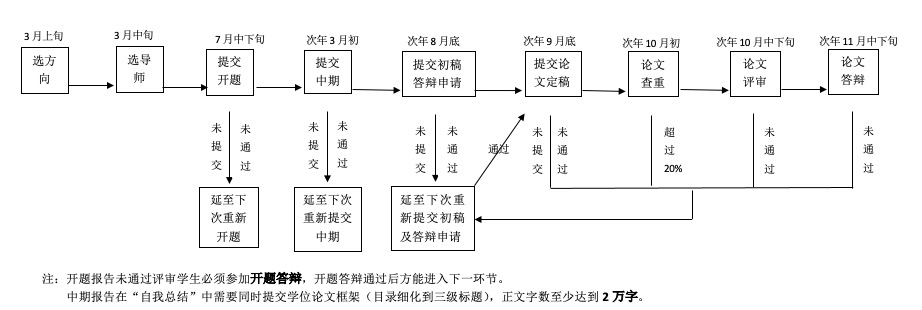 3月上旬
3月中旬
7月中下旬
次年3月初
次年8月底
次年9月底
次年10月初
次年10月中下旬
次年11月中下旬
选方
向
选导
师
提交
开题
提交
中期
提交初稿
答辩申请
提交论
文定稿
论文
查重
论文
评审
论文
答辩
未提交
未通过
未提交
未通过
未提交
未通过
通过
未提交
未通过
超过20%
未通过
未通过
延至下
次重新
开题
延至下次
重新提交
中期
延至下次重
新提交初稿
及答辩申请
注：开题报告未通过评审学生必须参加开题答辩，开题答辩通过后方能进入下一环节。
中期报告在“自我总结”中需要同时提交学位论文框架（目录细化到三级标题），正文字数至少达到2万字。